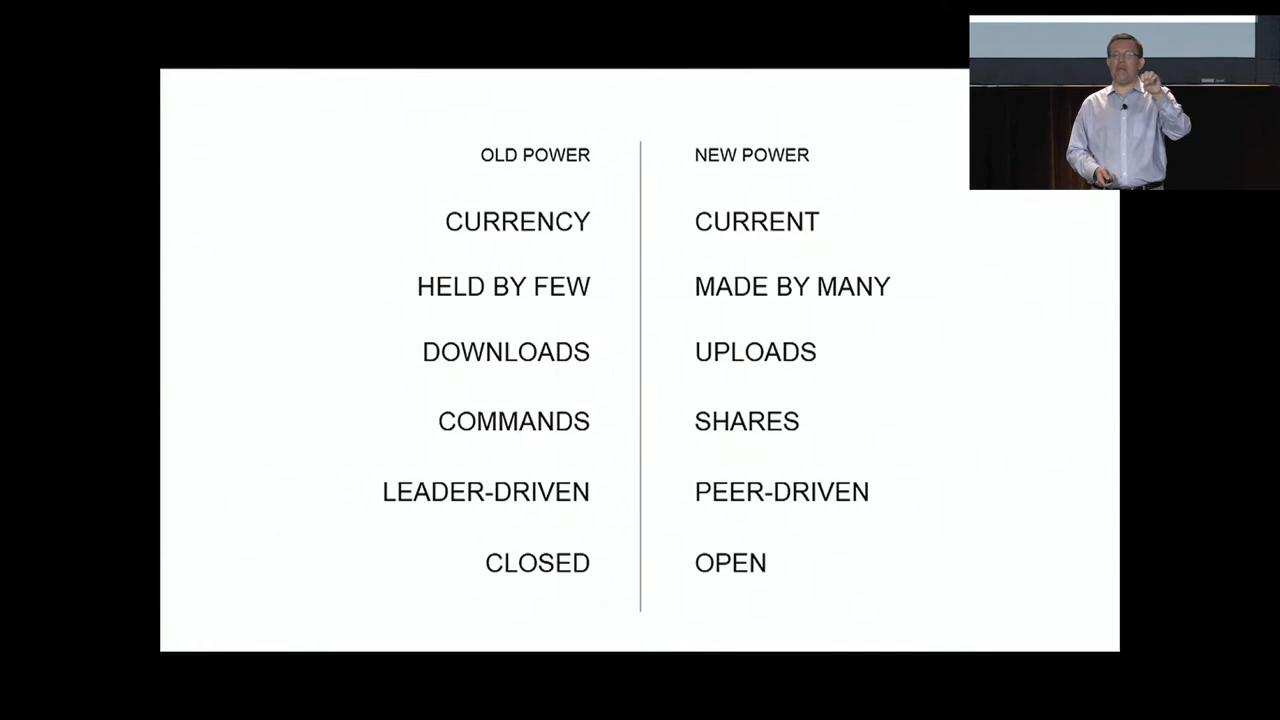 OLD POWER NEW POWER
CURRENCY CURRENT
HELD BY FEW MADE BY MANY
DOWNLOADS UPLOADS
COMMANDS SHARES
LEADER-DRIVEN PEER-DRIVEN
CLOSED OPEN